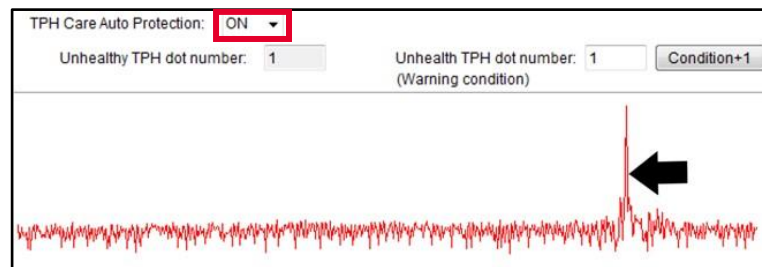 TPH Care Auto Protection: ON
Unhealthy TPH dot number: 1 Unhealth TPH dot number: 1 Condition+1
(Warning condition)